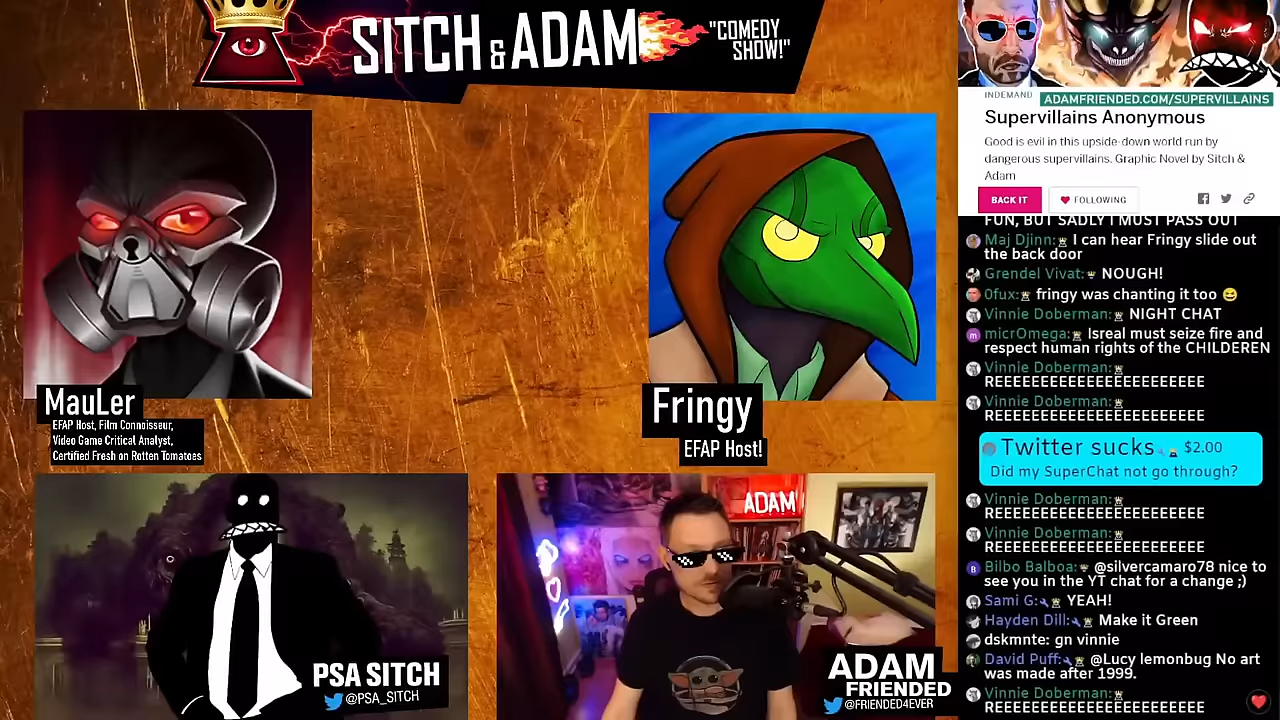 SITCH & ADAM
"COMEDY
SHOW!"
MauLer
EFAP Host, Film Connoisseur,
Video Game Critical Analyst,
Certified Fresh on Rotten Tomatoes
Fringy
EFAP Host!
PSA SITCH
@PSA_SITCH
ADAM
ADAM
FRIENDED
@FRIENDED4EVER
INDEMAND
ADAMFRIENDED.COM/SUPERVILLAINS
Supervillains Anonymous
Good is evil in this upside-down world run by
dangerous supervillains. Graphic Novel by Sitch &
Adam
BACK IT
FOLLOWING
FUN, BUT SADLY I MUST PASS OUT
Maj Djinn: I can hear Fringy slide out
the back door
Grendel Vivat: NOUGH!
0fux: fringy was chanting it too 😆
Vinnie Doberman: NIGHT CHAT
micrOmega: Isreal must seize fire and
respect human rights of the CHILDEREN
Vinnie Doberman:
REEEEEEEEEEEEEEEEEEEEEEEE
Vinnie Doberman:
REEEEEEEEEEEEEEEEEEEEEEEE
Twitter sucks $2.00
Did my SuperChat not go through?
Vinnie Doberman:
REEEEEEEEEEEEEEEEEEEEEEEE
Vinnie Doberman:
REEEEEEEEEEEEEEEEEEEEEEEE
B
Bilbo Balboa: @silvercamaro78 nice to
see you in the YT chat for a change ;)
Sami G: YEAH!
Hayden Dill: Make it Green
dskmnte: gn vinnie
David Puff: @Lucy lemonbug No art
was made after 1999.
Vinnie Doberman:
REEEEEEEEEEEEEEEEEEEEEEEE